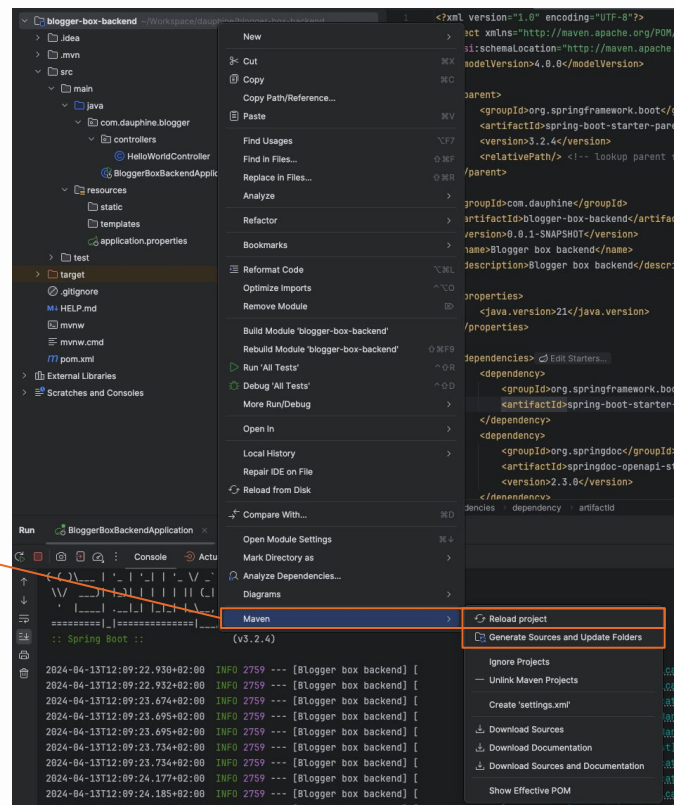 blogger-box-backend ~/Workspace/dauphine/blogger-box-backend
.idea
.mvn
src
main
java
com.dauphine.blogger
controllers
HelloWorldController
BloggerBoxBackendApplic
resources
static
templates
application.properties
test
target
.gitignore
HELP.md
mvnw
mvnw.cmd
pom.xml
External Libraries
Scratches and Consoles
New
Cut ⌘X
Copy ⌘C
Copy Path/Reference...
Paste ⌘V
Find Usages ⌥F7
Find in Files... ⇧⌘F
Replace in Files... ⇧⌘R
Analyze
Refactor
Bookmarks
Reformat Code ⌥⌘L
Optimize Imports ^⌥O
Remove Module
Build Module 'blogger-box-backend'
Rebuild Module 'blogger-box-backend' ⇧⌘F9
Run 'All Tests' ^⇧R
Debug 'All Tests' ^⇧D
More Run/Debug
Open In
Local History
Repair IDE on File
Reload from Disk
Compare With... ⌘D
Open Module Settings ⌘↓
Mark Directory as
Analyze Dependencies...
Diagrams
Maven
Reload project
Generate Sources and Update Folders
Ignore Projects
Unlink Maven Projects
Create 'settings.xml'
Download Sources
Download Documentation
Download Sources and Documentation
Show Effective POM
1 <?xml version="1.0" encoding="UTF-8"?>
ect xmlns="http://maven.apache.org/POM/
si:schemaLocation="http://maven.apache.
modelVersion>4.0.0</modelVersion>
parent>
<groupId>org.springframework.boot</g
<artifactId>spring-boot-starter-pare
<version>3.2.4</version>
<relativePath/> <!-- lookup parent
/parent>
groupId>com.dauphine</groupId>
artifactId>blogger-box-backend</artifac
version>0.0.1-SNAPSHOT</version>
name>Blogger box backend</name>
description>Blogger box backend</descri
properties>
<java.version>21</java.version>
/properties>
dependencies> Edit Starters...
<dependency>
<groupId>org.springframework.boo
<artifactId>spring-boot-starter-
</dependency>
<dependency>
<groupId>org.springdoc</groupId>
<artifactId>springdoc-openapi-st
<version>2.3.0</version>
</dependency>
dencies dependency artifactId
Run BloggerBoxBackendApplication
Console Actu
:: Spring Boot :: (v3.2.4)
2024-04-13T12:09:22.930+02:00 INFO 2759 --- [Blogger box backend] [
2024-04-13T12:09:22.932+02:00 INFO 2759 --- [Blogger box backend] [
2024-04-13T12:09:23.674+02:00 INFO 2759 --- [Blogger box backend] [
2024-04-13T12:09:23.695+02:00 INFO 2759 --- [Blogger box backend] [
2024-04-13T12:09:23.695+02:00 INFO 2759 --- [Blogger box backend] [
2024-04-13T12:09:23.734+02:00 INFO 2759 --- [Blogger box backend] [
2024-04-13T12:09:23.734+02:00 INFO 2759 --- [Blogger box backend] [
2024-04-13T12:09:24.177+02:00 INFO 2759 --- [Blogger box backend] [
2024-04-13T12:09:24.185+02:00 INFO 2759 --- [Blogger box backend] [